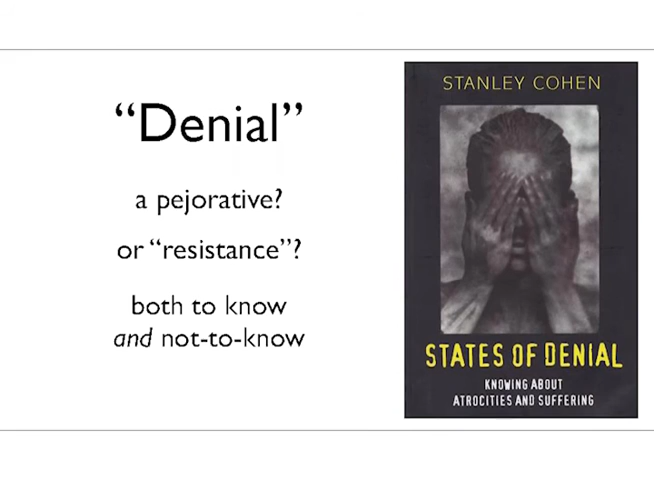 “Denial”
a pejorative?
or “resistance”?
both to know
and not-to-know
STANLEY COHEN
STATES OF DENIAL
KNOWING ABOUT
ATROCITIES AND SUFFERING